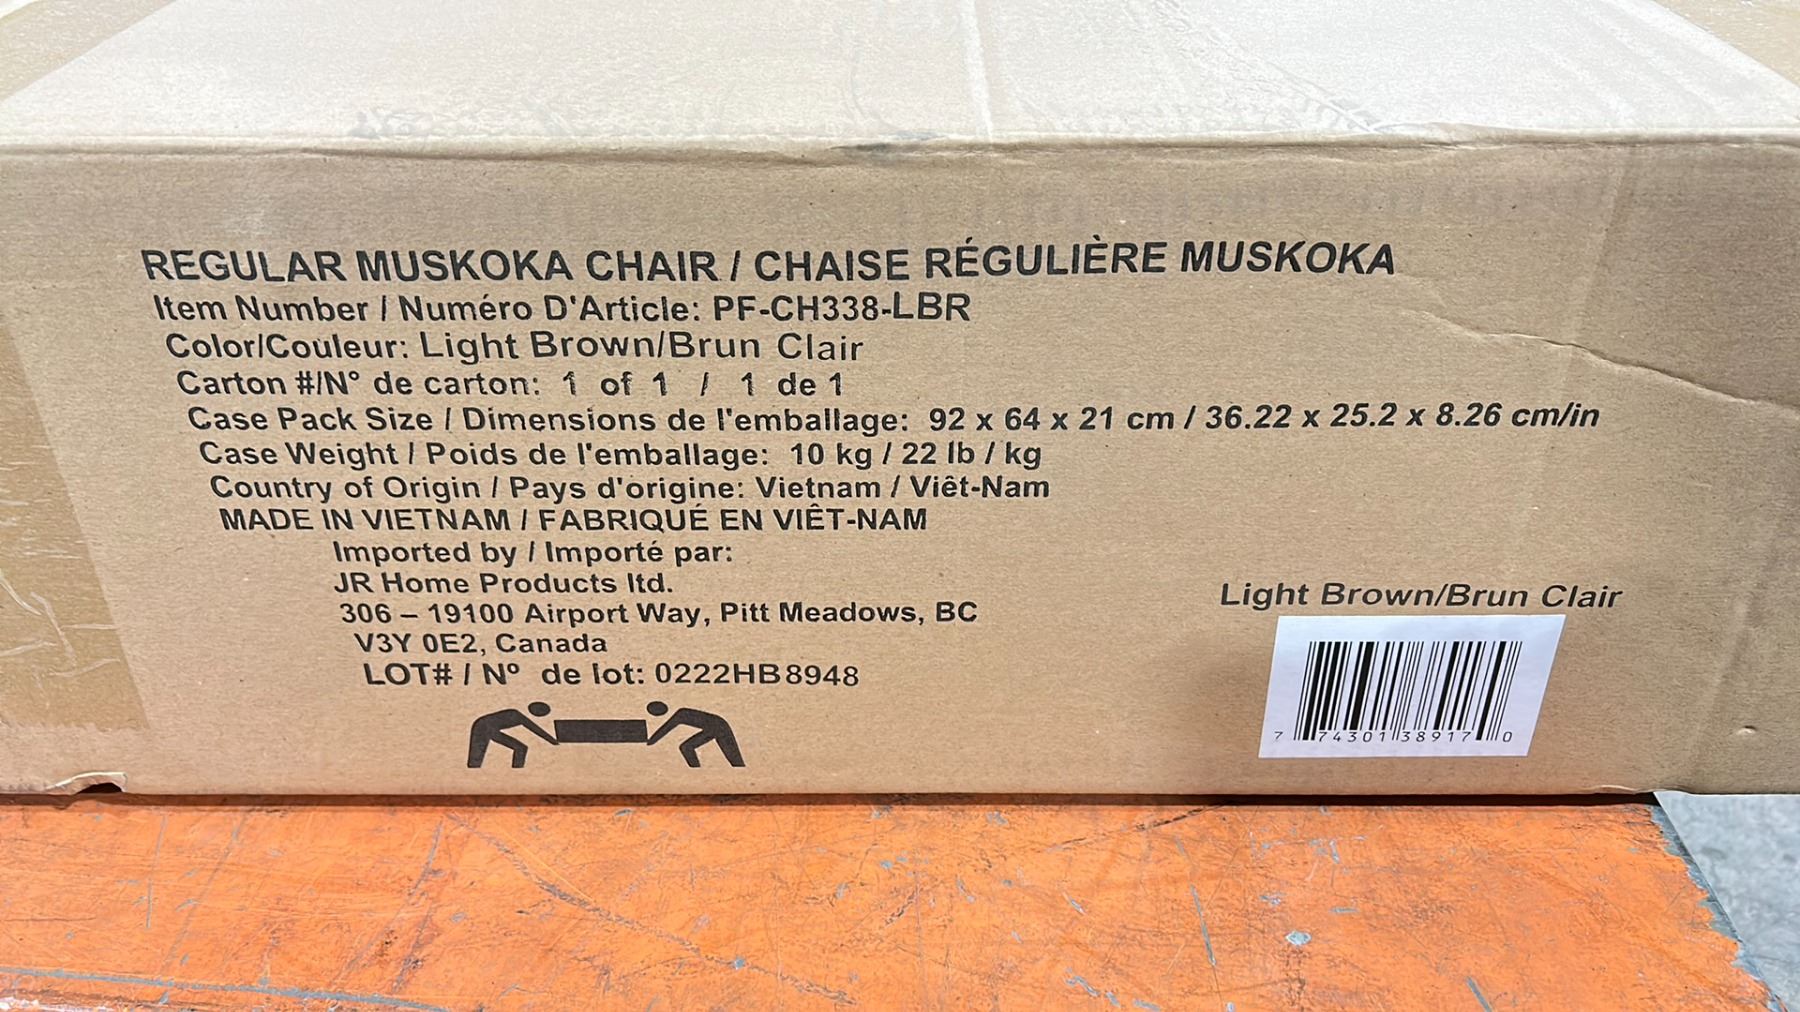 REGULAR MUSKOKA CHAIR / CHAISE RÉGULIÈRE MUSKOKA
Item Number / Numéro D'Article: PF-CH338-LBR
Color/Couleur: Light Brown/Brun Clair
Carton #/N° de carton: 1 of 1 / 1 de 1
Case Pack Size / Dimensions de l'emballage: 92 x 64 x 21 cm / 36.22 x 25.2 x 8.26 cm/in
Case Weight / Poids de l'emballage: 10 kg / 22 lb / kg
Country of Origin / Pays d'origine: Vietnam / Viêt-Nam
MADE IN VIETNAM / FABRIQUÉ EN VIÊT-NAM
Imported by / Importé par:
JR Home Products ltd.
306 – 19100 Airport Way, Pitt Meadows, BC
V3Y 0E2, Canada
LOT# / Nº de lot: 0222HB8948
Light Brown/Brun Clair
7 74301 38917 0